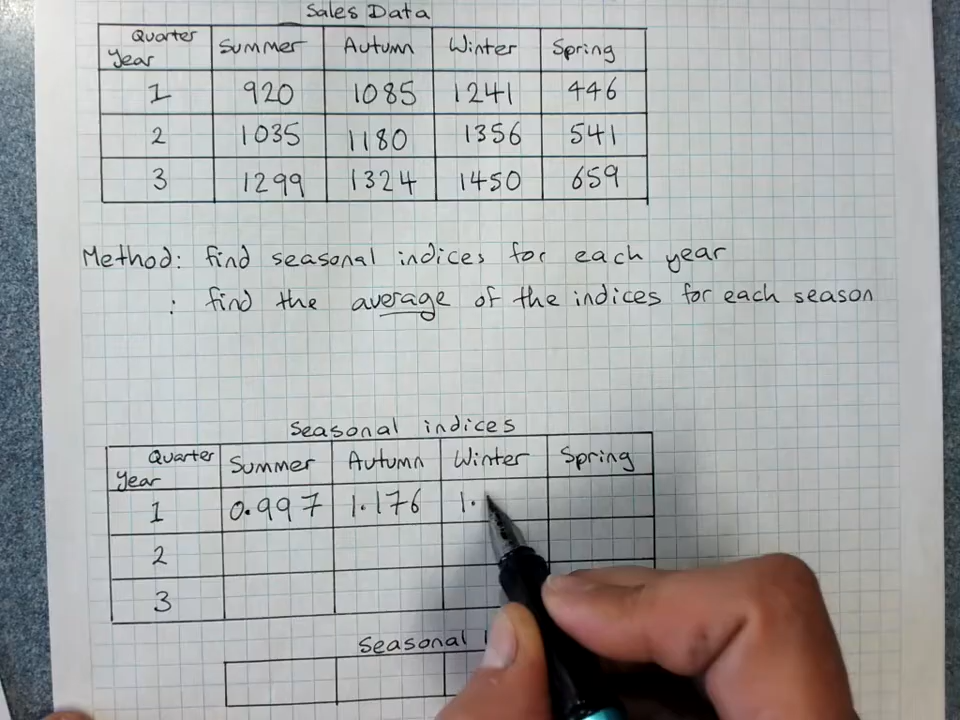 Sales Data
Quarter Summer Autumn Winter Spring
Year
1 920 1085 1241 446
2 1035 1180 1356 541
3 1299 1324 1450 659
Method: find seasonal indices for each year
: find the average of the indices for each season
Seasonal indices
Quarter Summer Autumn Winter Spring
Year
1 0.997 1.176 1.
2
3
Seasonal